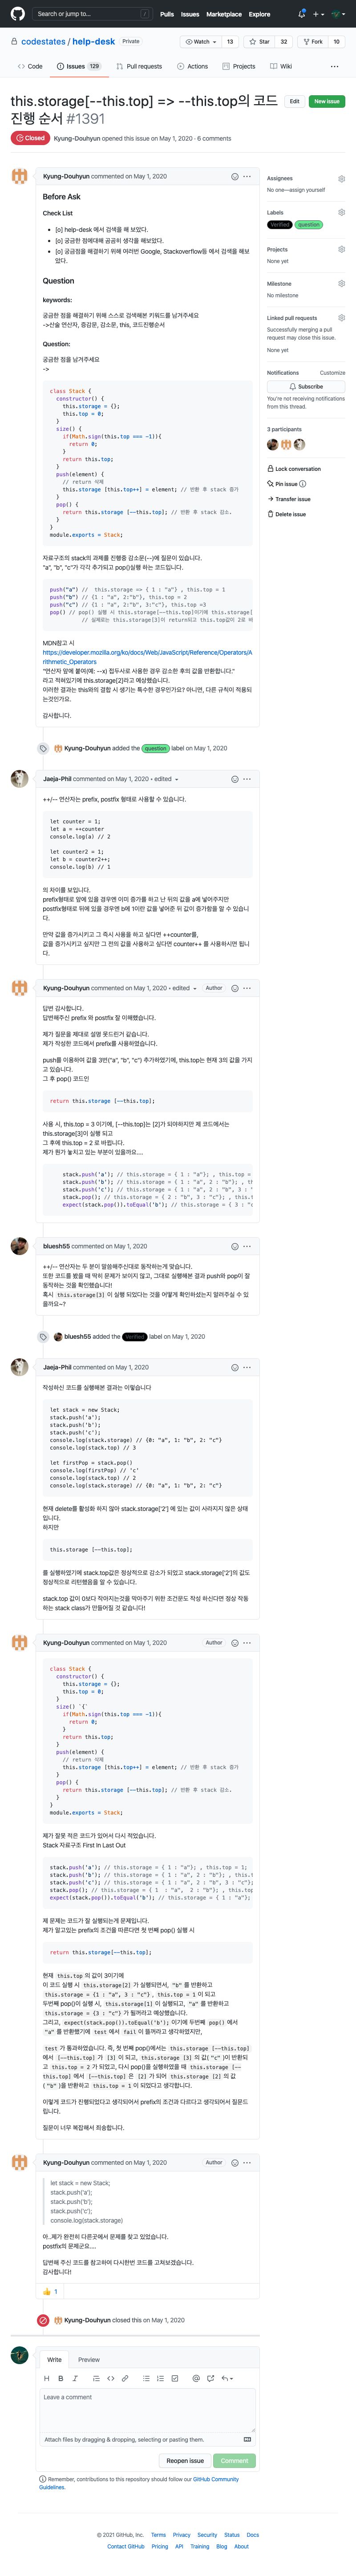 Search or jump to...
/
Pulls Issues Marketplace Explore
codestates / help-desk Private
Watch 13 Star 32 Fork 10
Code Issues 129 Pull requests Actions Projects Wiki
this.storage[--this.top] => --this.top의 코드
진행 순서 #1391
Edit New issue
Closed Kyung-Douhyun opened this issue on May 1, 2020 · 6 comments
Kyung-Douhyun commented on May 1, 2020
Before Ask
Check List
• [o] help-desk 에서 검색을 해 보았다.
• [o] 궁금한 점에대해 곰곰히 생각을 해보았다.
• [o] 궁금점을 해결하기 위해 여러번 Google, Stackoverflow등 에서 검색을 해보
았다.
Question
keywords:
궁금한 점을 해결하기 위해 스스로 검색해본 키워드를 남겨주세요
->산술 연산자, 증감문, 감소문, this, 코드진행순서
Question:
궁금한 점을 남겨주세요
->
class Stack {
constructor() {
this.storage = {};
this.top = 0;
}
size() {
if(Math.sign(this.top === -1)){
return 0;
}
return this.top;
}
push(element) {
// return 삭제
this.storage [this.top++] = element; // 반환 후 stack 증가
}
pop() {
return this.storage [--this.top]; // 반환 후 stack 감소.
}
}
module.exports = Stack;
자료구조의 stack의 과제를 진행중 감소문(--)에 질문이 있습니다.
"a", "b", "c"가 각각 추가되고 pop()실행 하는 코드입니다.
push("a") // this.storage => { 1 : "a"} , this.top = 1
push("b") // {1 : "a", 2:"b"}, this.top = 2
push("c") // {1 : "a", 2:"b", 3:"c"}, this.top =3
MDN참고 시
https://developer.mozilla.org/ko/docs/Web/JavaScript/Reference/Operators/A
rithmetic_Operators
"연산자 앞에 붙이(예: --x) 접두사로 사용한 경우 감소한 후의 값을 반환합니다."
라고 적혀있기에 this.storage[2]라고 예상했습니다.
이러한 결과는 this와의 결합 시 생기는 특수한 경우인가요? 아니면, 다른 규칙이 적용되
는것인가요.
감사합니다.
Kyung-Douhyun added the question label on May 1, 2020
Jaeja-Phil commented on May 1, 2020 • edited
++/-- 연산자는 prefix, postfix 형태로 사용할 수 있습니다.
let counter = 1;
let a = ++counter
console.log(a) // 2
let counter2 = 1;
let b = counter2++;
console.log(b) // 1
의 차이를 보입니다.
prefix형태로 앞에 있을 경우엔 이미 증가를 하고 난 뒤의 값을 a에 넣어주지만
postfix형태로 뒤에 있을 경우엔 b에 1이란 값을 넣어준 뒤 값이 증가됨을 알 수 있습니
다.
만약 값을 증가시키고 그 즉시 사용을 하고 싶다면 ++counter를,
값을 증가시키고 싶지만 그 전의 값을 사용하고 싶다면 counter++ 를 사용하시면 됩니
다.
Kyung-Douhyun commented on May 1, 2020 • edited Author
답변 감사합니다.
답변해주신 prefix 와 postfix 잘 이해했습니다.
제가 질문을 제대로 설명 못드린거 같습니다.
제가 작성한 코드에서 prefix를 사용하였습니다.
push를 이용하여 값을 3번("a", "b", "c") 추가하였기에, this.top는 현재 3의 값을 가지
고 있습니다.
그 후 pop() 코드인
return this.storage [--this.top];
사용 시, this.top = 3 이기에, [--this.top]는 [2]가 되야하지만 제 코드에서는
this.storage[3]이 실행 되고
그 후에 this.top = 2 로 바뀝니다.
제가 뭔가 놓치고 있는 부분이 있을까요....
stack.push('a'); // this.storage = { 1 : "a"}; , this.top =
stack.push('b'); // this.storage = { 1 : "a", 2 : "b"}; , th
stack.push('c'); // this.storage = { 1 : "a", 2 : "b", 3 : "
stack.pop(); // this.storage = { 2 : "b", 3 : "c"}; , this.t
expect(stack.pop()).toEqual('b'); // this.storage = { 3 : "c
bluesh55 commented on May 1, 2020
++/-- 연산자는 두 분이 말씀해주신대로 동작하는게 맞습니다.
또한 코드를 봤을 때 딱히 문제가 보이지 않고, 그대로 실행해본 결과 push와 pop이 잘
동작하는 것을 확인했습니다!
혹시 this.storage[3] 이 실행 되었다는 것을 어떻게 확인하셨는지 알려주실 수 있
을까요~?
bluesh55 added the Verified label on May 1, 2020
Jaeja-Phil commented on May 1, 2020
작성하신 코드를 실행해본 결과는 이렇습니다
let stack = new Stack;
stack.push('a');
stack.push('b');
stack.push('c');
console.log(stack.storage) // {0: "a", 1: "b", 2: "c"}
console.log(stack.top) // 3
let firstPop = stack.pop()
console.log(firstPop) // 'c'
console.log(stack.top) // 2
console.log(stack.storage) // {0: "a", 1: "b", 2: "c"}
현재 delete를 활성화 하지 않아 stack.storage['2'] 에 있는 값이 사라지지 않은 상태
입니다.
하지만
this.storage [--this.top];
를 실행하였기에 stack.top값은 정상적으로 감소가 되었고 stack.storage['2']의 값도
정상적으로 리턴했음을 알 수 있습니다.
stack.top 값이 0보다 작아지는것을 막아주기 위한 조건문도 작성 하신다면 정상 작동
하는 stack class가 만들어질 것 같습니다!
Kyung-Douhyun commented on May 1, 2020 Author
class Stack {
constructor() {
this.storage = {};
this.top = 0;
}
size() `{`
if(Math.sign(this.top === -1)){
return 0;
}
return this.top;
}
push(element) {
// return 삭제
this.storage [this.top++] = element; // 반환 후 stack 증가
}
pop() {
return this.storage [--this.top]; // 반환 후 stack 감소.
}
}
module.exports = Stack;
제가 잘못 적은 코드가 있어서 다시 적었습니다.
Stack 자료구조 First In Last Out
stack.push('a'); // this.storage = { 1 : "a"}; , this.top = 1;
stack.push('b'); // this.storage = { 1 : "a", 2 : "b"}; , this.t
stack.push('c'); // this.storage = { 1 : "a", 2 : "b", 3 : "c"};
stack.pop(); // this.storage = { 1 : "a", 2 : "b"}; , this.top
expect(stack.pop()).toEqual('b'); // this.storage = { 1 : "a"};
제 문제는 코드가 잘 실행되는게 문제입니다.
제가 알고있는 prefix의 조건을 따른다면 첫 번째 pop() 실행 시
return this.storage[--this.top];
현재 this.top 의 값이 3이기에
이 코드 실행 시 this.storage[2] 가 실행되면서, "b" 를 반환하고
this.storage = {1 : "a", 3 : "c"} , this.top = 1 이 되고
두번째 pop()이 실행 시, this.storage[1] 이 실행되고, "a" 를 반환하고
this.storage = {3 : "c"} 가 될꺼라고 예상했습니다.
그리고, expect(stack.pop()).toEqual('b'); 이기에 두번째 pop() 에서
"a" 를 반환했기에 test 에서 fail 이 뜰꺼라고 생각하였지만,
test 가 통과하였습니다. 즉, 첫 번째 pop()에서는 this.storage [--this.top]
에서 [--this.top] 가 [3] 이 되고, this.storage [3] 의 값( "c" )이 반환되
고 this.top = 2 가 되었고, 다시 pop()을 실행하였을 때 this.storage [--
this.top] 에서 [--this.top] 은 [2] 가 되어 this.storage [2] 의 값
( "b" )을 반환하고 this.top = 1 이 되었다고 생각합니다.
이렇게 코드가 진행되었다고 생각되어서 prefix의 조건과 다르다고 생각되어서 질문드
립니다.
질문이 너무 복잡해서 죄송합니다.
Kyung-Douhyun commented on May 1, 2020 Author
let stack = new Stack;
stack.push('a');
stack.push('b');
stack.push('c');
console.log(stack.storage)
아..제가 완전히 다른곳에서 문제를 찾고 있었습니다.
postfix의 문제군요....
답변해 주신 코드를 참고하여 다시한번 코드를 고쳐보겠습니다.
감사합니다!
👍 1
Kyung-Douhyun closed this on May 1, 2020
Write Preview
Leave a comment
Attach files by dragging & dropping, selecting or pasting them.
Reopen issue Comment
Remember, contributions to this repository should follow our GitHub Community
Guidelines.
Assignees
No one—assign yourself
Labels
Verified question
Projects
None yet
Milestone
No milestone
Linked pull requests
Successfully merging a pull
request may close this issue.
None yet
Notifications Customize
Subscribe
You're not receiving notifications
from this thread.
3 participants
Lock conversation
Pin issue
Transfer issue
Delete issue
© 2021 GitHub, Inc. Terms Privacy Security Status Docs
Contact GitHub Pricing API Training Blog About